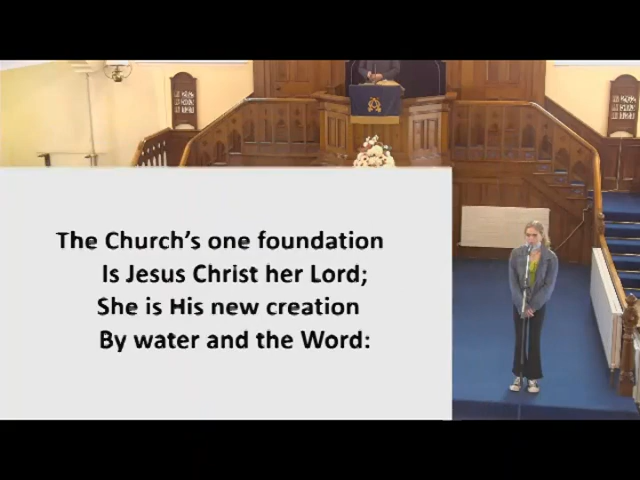 The Church's one foundation
Is Jesus Christ her Lord;
She is His new creation
By water and the Word: